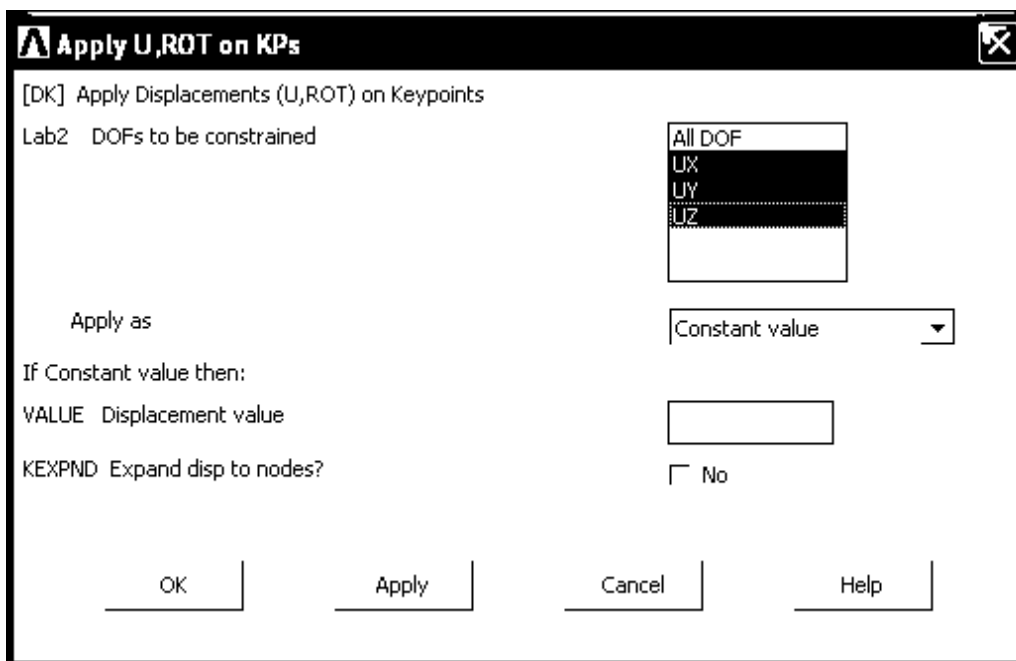 Apply U,ROT on KPs
[DK] Apply Displacements (U,ROT) on Keypoints
Lab2 DOFs to be constrained
All DOF
UX
UY
UZ
Apply as
Constant value
If Constant value then:
VALUE Displacement value
KEXPND Expand disp to nodes?
No
OK Apply Cancel Help